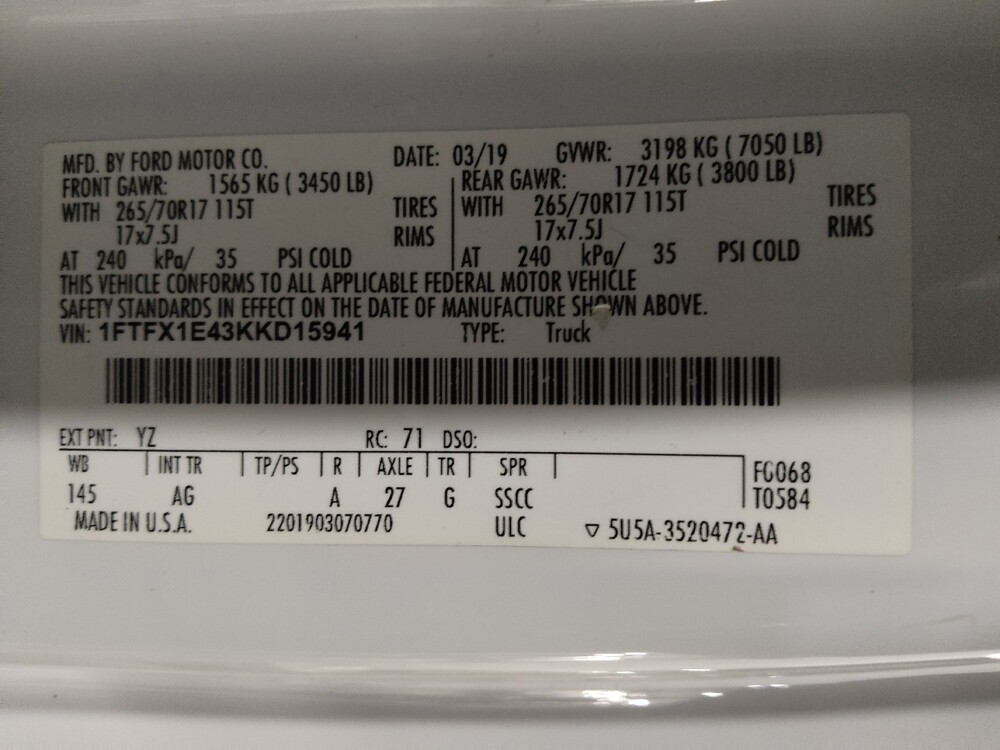 MFD. BY FORD MOTOR CO. DATE: 03/19 GVWR: 3198 KG ( 7050 LB)
FRONT GAWR: 1565 KG ( 3450 LB) REAR GAWR: 1724 KG ( 3800 LB)
WITH 265/70R17 115T TIRES WITH 265/70R17 115T TIRES
17x7.5J RIMS 17x7.5J RIMS
AT 240 kPa/ 35 PSI COLD AT 240 kPa/ 35 PSI COLD
THIS VEHICLE CONFORMS TO ALL APPLICABLE FEDERAL MOTOR VEHICLE
SAFETY STANDARDS IN EFFECT ON THE DATE OF MANUFACTURE SHOWN ABOVE.
VIN: 1FTFX1E43KKD15941 TYPE: Truck
EXT PNT: YZ RC: 71 DSO:
WB INT TR TP/PS R AXLE TR SPR FC068
145 AG A 27 G SSCC T0584
MADE IN U.S.A. 2201903070770 ULC ▽ 5U5A-3520472-AA